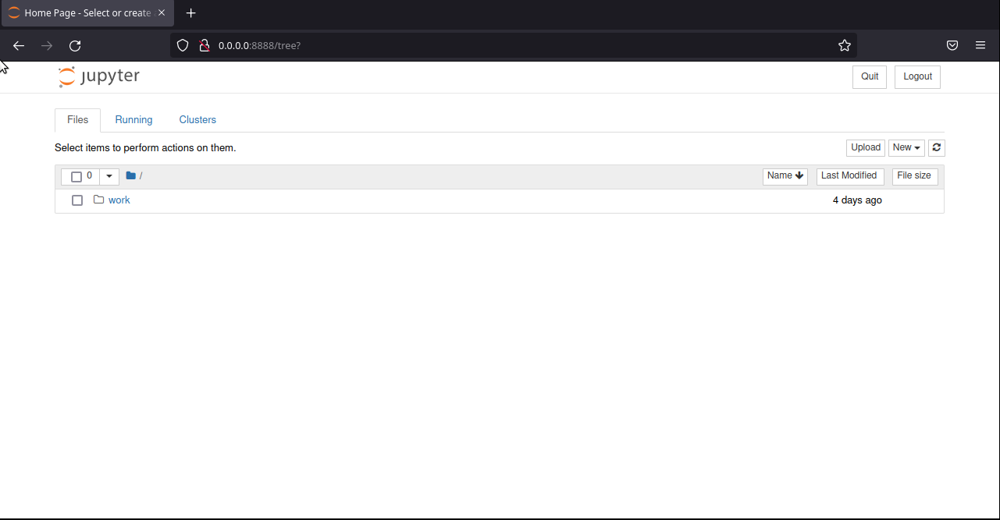 Home Page - Select or create
0.0.0.0:8888/tree?
jupyter
Quit Logout
Files Running Clusters
Select items to perform actions on them.
Upload New
0 / Name Last Modified File size
work 4 days ago